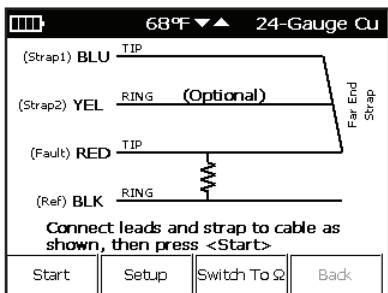 68°F ▼▲ 24-Gauge Cu
(Strap1) BLU TIP
(Strap2) YEL RING (Optional)
(Fault) RED TIP
(Ref) BLK RING
Far End
Strap
Connect leads and strap to cable as
shown, then press <Start>
Start Setup Switch To Ω Back